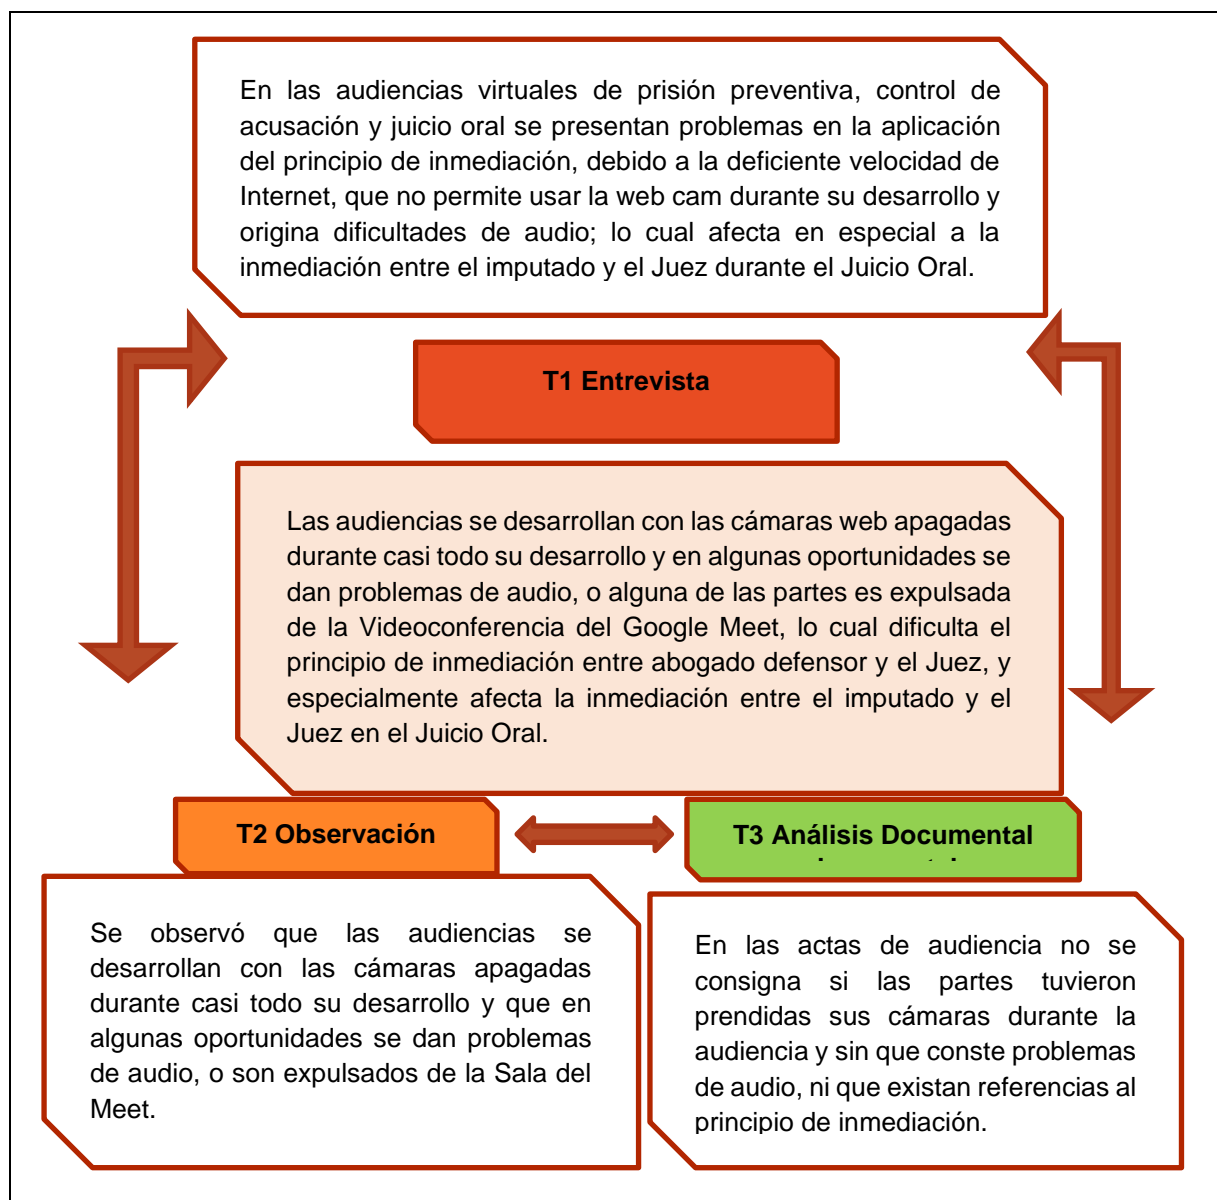 En las audiencias virtuales de prisión preventiva, control de
acusación y juicio oral se presentan problemas en la aplicación
del principio de inmediación, debido a la deficiente velocidad de
Internet, que no permite usar la web cam durante su desarrollo y
origina dificultades de audio; lo cual afecta en especial a la
inmediación entre el imputado y el Juez durante el Juicio Oral.
T1 Entrevista
Las audiencias se desarrollan con las cámaras web apagadas
durante casi todo su desarrollo y en algunas oportunidades se
dan problemas de audio, o alguna de las partes es expulsada
de la Videoconferencia del Google Meet, lo cual dificulta el
principio de inmediación entre abogado defensor y el Juez, y
especialmente afecta la inmediación entre el imputado y el
Juez en el Juicio Oral.
T2 Observación
T3 Análisis Documental
Se observó que las audiencias se
desarrollan con las cámaras apagadas
durante casi todo su desarrollo y que en
algunas oportunidades se dan problemas
de audio, o son expulsados de la Sala del
Meet.
En las actas de audiencia no se
consigna si las partes tuvieron
prendidas sus cámaras durante la
audiencia y sin que conste problemas
de audio, ni que existan referencias al
principio de inmediación.